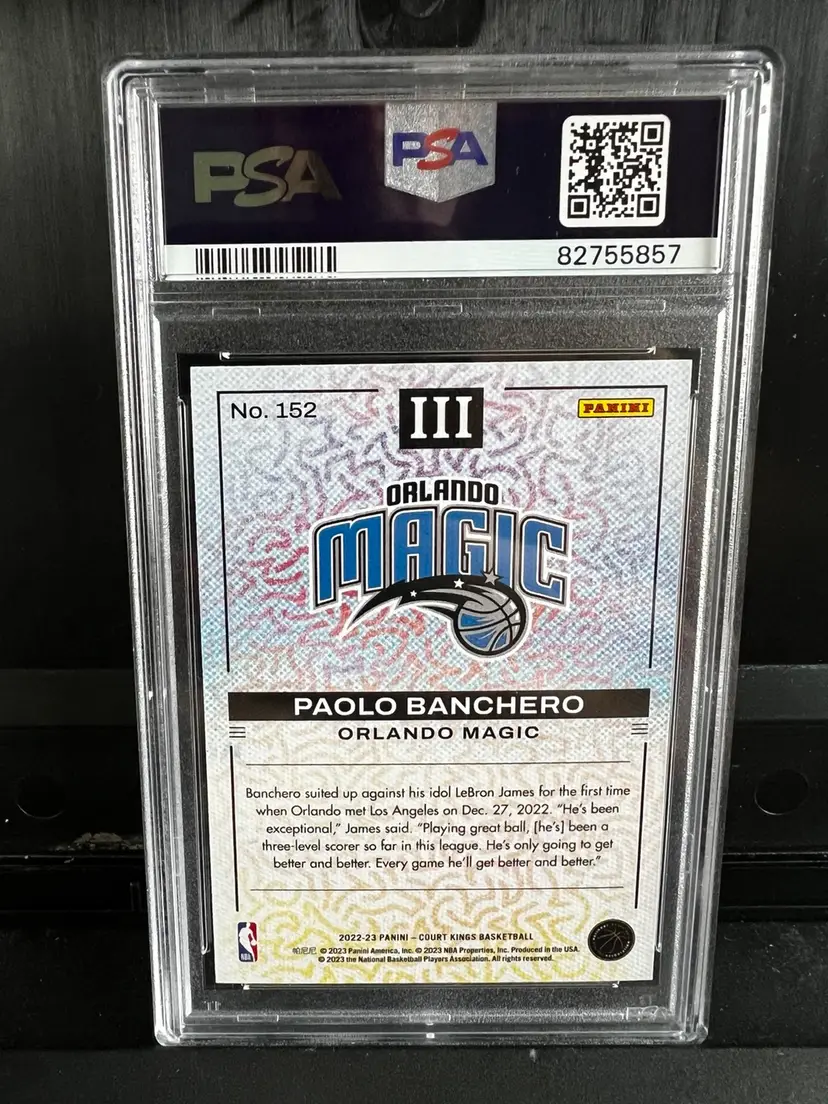 PSA
PSA
82755857
No. 152
III
PANINI
ORLANDO
MAGIC
PAOLO BANCHERO
ORLANDO MAGIC
Banchero suited up against his idol LeBron James for the first time
when Orlando met Los Angeles on Dec. 27, 2022. “He’s been
exceptional,” James said. “Playing great ball, [he’s] been a
three-level scorer so far in this league. He’s only going to get
better and better. Every game he’ll get better and better.”
2022-23 PANINI – COURT KINGS BASKETBALL
帕尼尼 © 2023 Panini America, Inc. © 2023 NBA Properties, Inc. Produced in the USA.
© 2023 the National Basketball Players Association. All rights reserved.
NBA